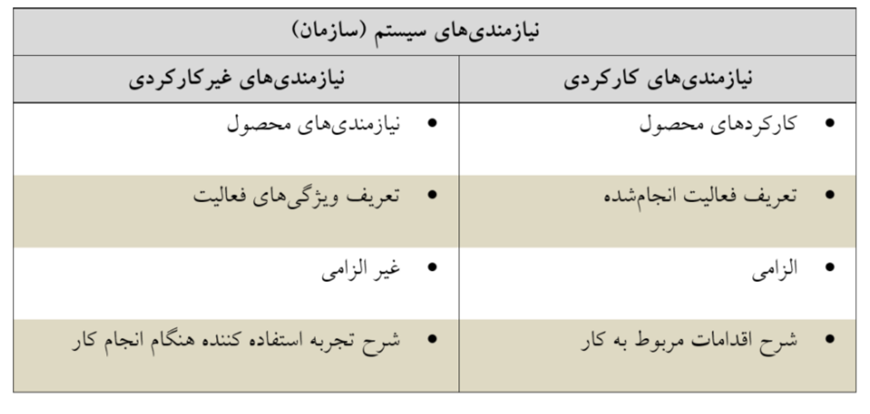 نیازمندی‌های سیستم (سازمان)
نیازمندی‌های کارکردی
نیازمندی‌های غیرکارکردی
• کارکردهای محصول
• نیازمندی‌های محصول
• تعریف فعالیت انجام‌شده
• تعریف ویژگی‌های فعالیت
• الزامی
• غیر الزامی
• شرح اقدامات مربوط به کار
• شرح تجربه استفاده کننده هنگام انجام کار